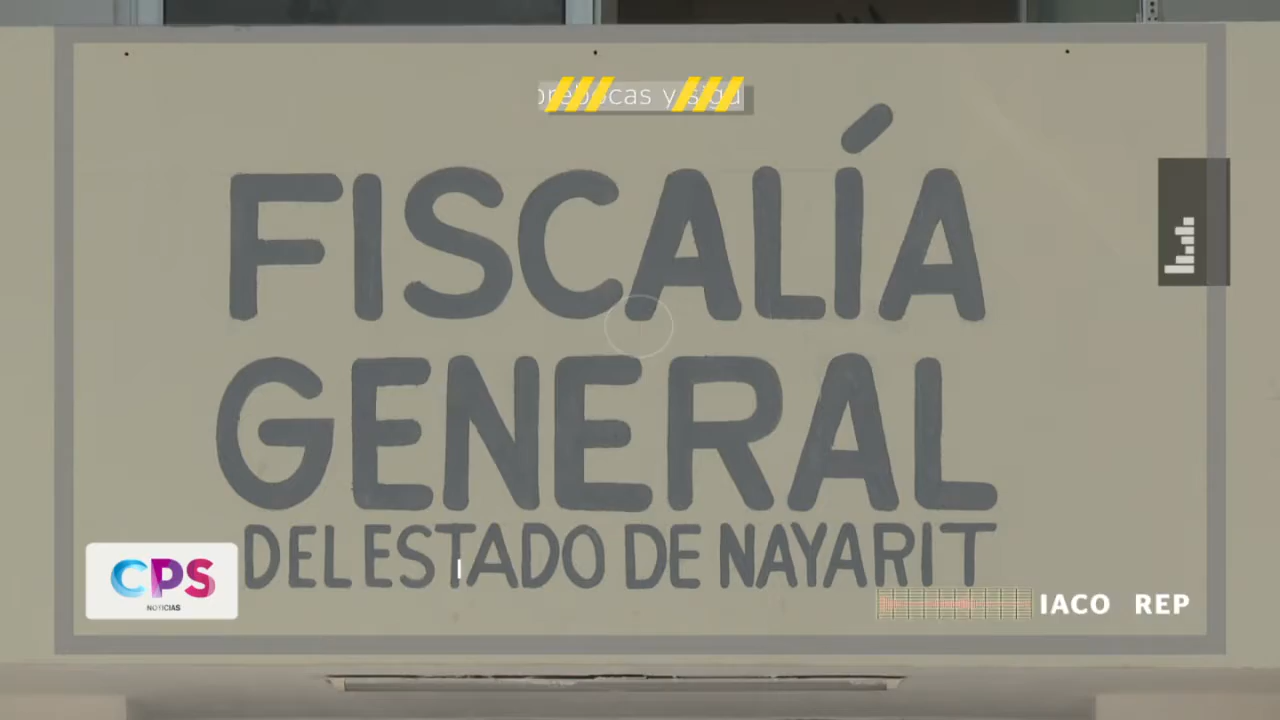 y
FISCALÍA
GENERAL
DEL ESTADO DE NAYARIT
CPS
NOTICIAS
IACO REP